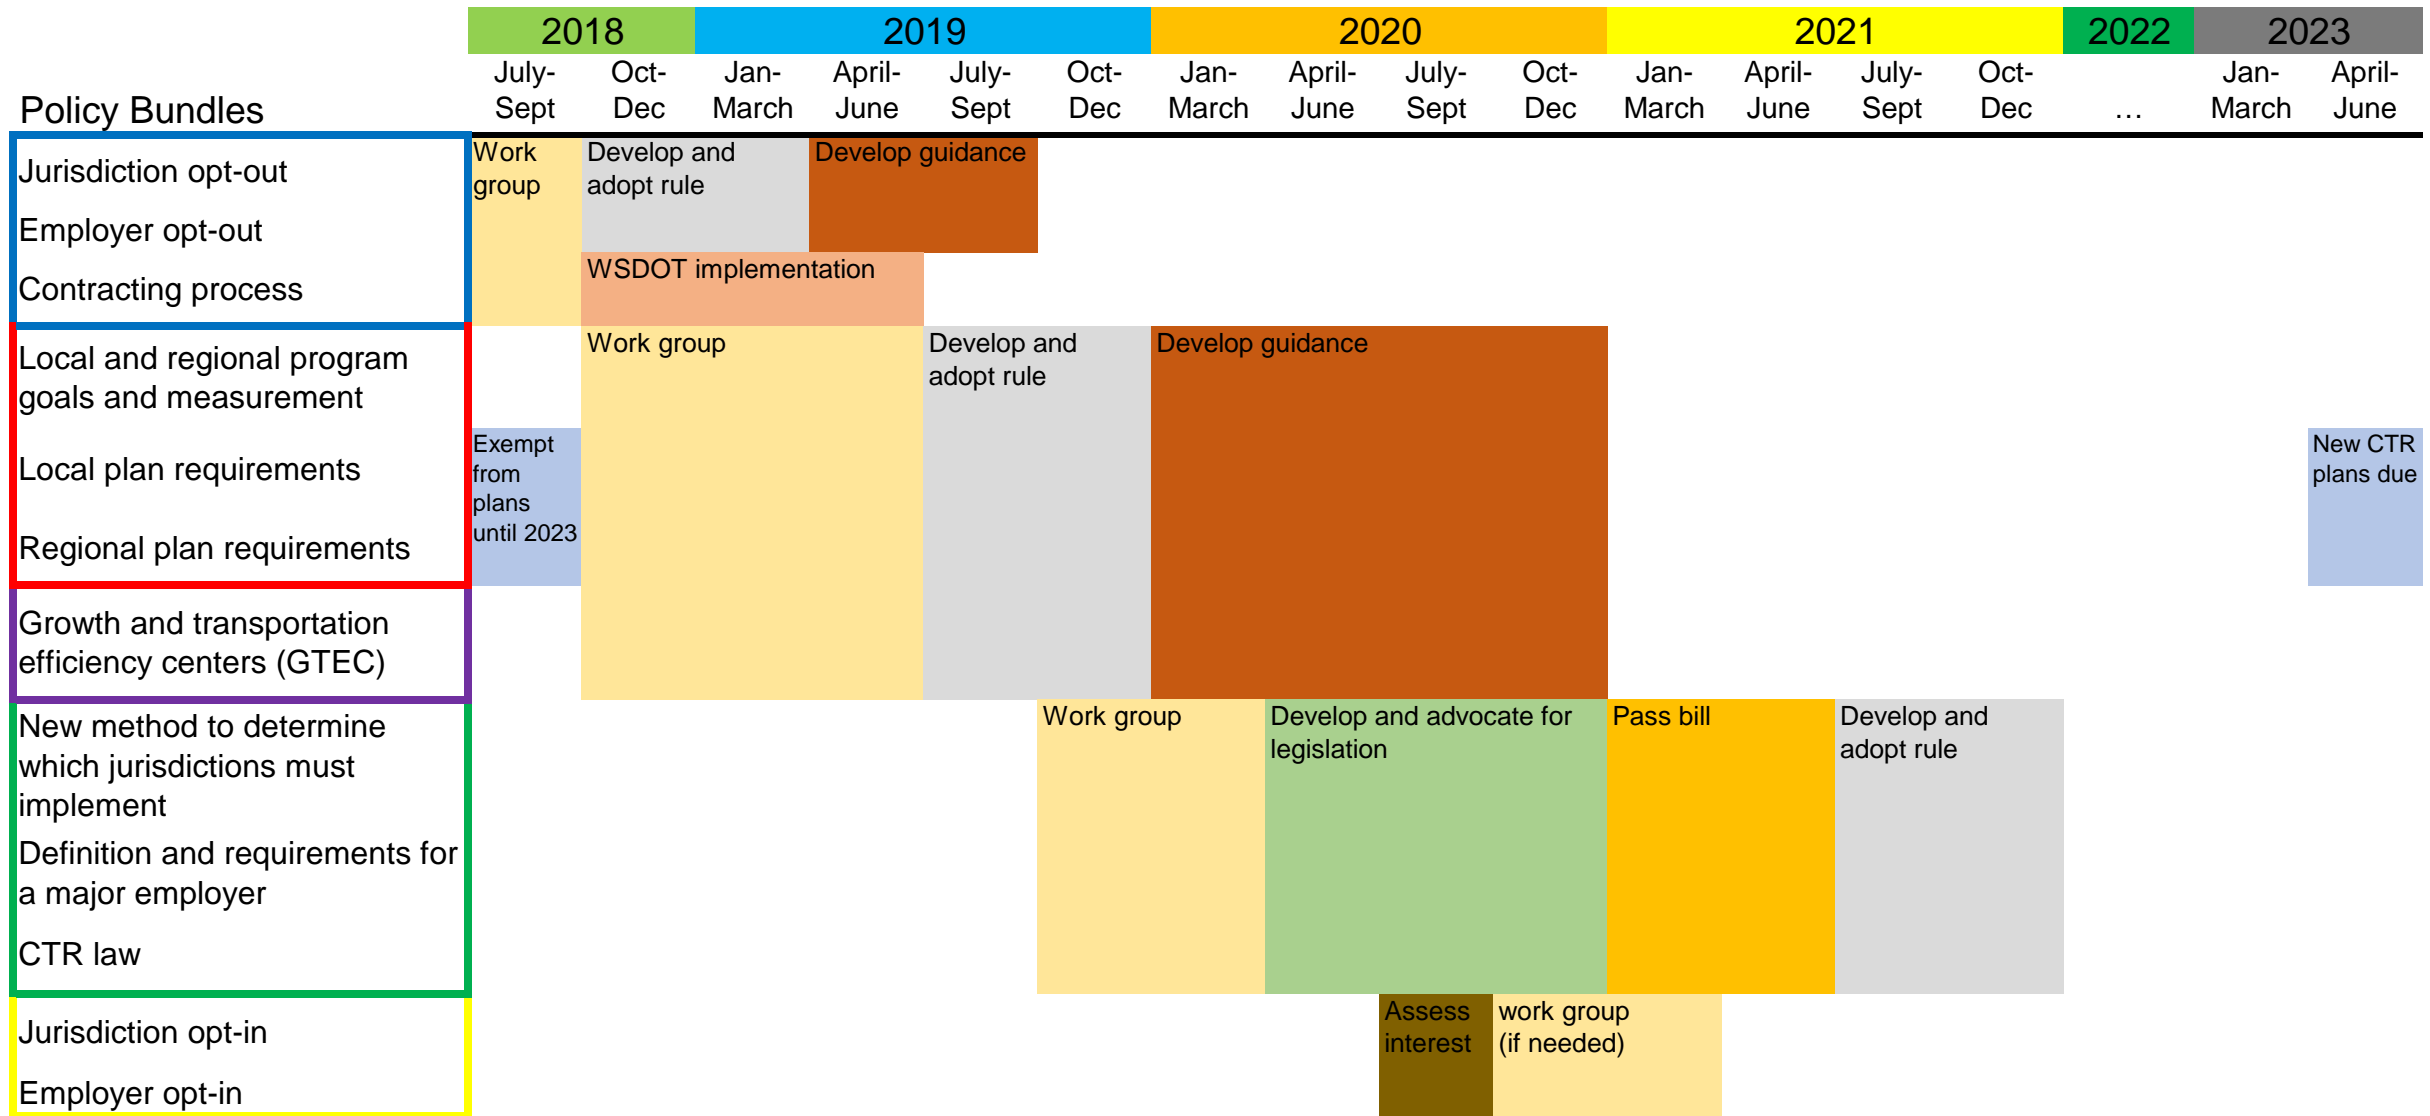 2018 2019 2020 2021 2022 2023
July- Oct- Jan- April- July- Oct- Jan- April- July- Oct- Jan- April- July- Oct- Jan- April-
Policy Bundles Sept Dec March June Sept Dec March June Sept Dec March June Sept Dec … March June
Jurisdiction opt-out
Employer opt-out
Contracting process
Work
group
Develop and
adopt rule
Develop guidance
WSDOT implementation
Local and regional program
goals and measurement
Local plan requirements
Regional plan requirements
Exempt
from
plans
until 2023
Work group
Develop and
adopt rule
Develop guidance
New CTR
plans due
Growth and transportation
efficiency centers (GTEC)
New method to determine
which jurisdictions must
implement
Definition and requirements for
a major employer
CTR law
Work group
Develop and advocate for
legislation
Pass bill
Develop and
adopt rule
Jurisdiction opt-in
Employer opt-in
Assess
interest
work group
(if needed)